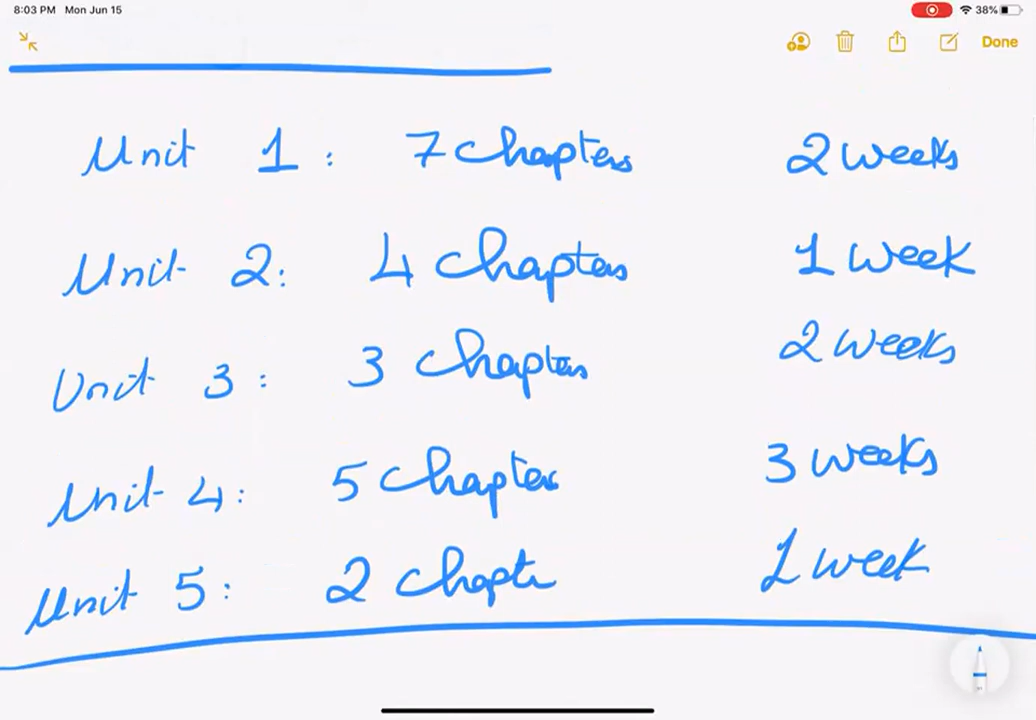 8:03 PM Mon Jun 15 38%
Done
Unit 1: 7 chapters 2 weeks
Unit 2: 4 chapters 1 week
Unit 3: 3 chapters 2 weeks
Unit 4: 5 chapters 3 weeks
Unit 5: 2 chapte 1 week